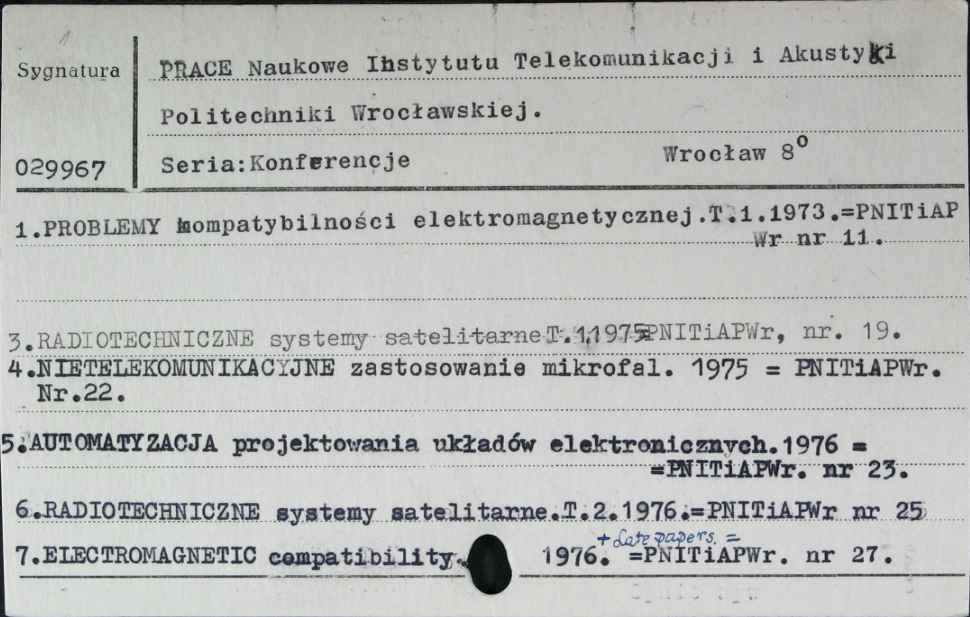 Sygnatura
PRACE Naukowe Instytutu Telekomunikacji i Akustyki
Politechniki Wrocławskiej.
029967
Seria:Konferencje Wrocław 8⁰
1.PROBLEMY kompatybilności elektromagnetycznej.T.1.1973.=PNITiAP
Wr nr 11.
3.RADIOTECHNICZNE systemy satelitarne T.1.1975=PNITiAPWr, nr. 19.
4.NIETELEKOMUNIKACYJNE zastosowanie mikrofal. 1975 = PNITiAPWr.
Nr.22.
5.AUTOMATYZACJA projektowania układów elektronicznych.1976 =
=PNITiAPWr. nr 23.
6.RADIOTECHNICZNE systemy satelitarne.T.2.1976.=PNITiAPWr nr 25
+ Late papers. =
7.ELECTROMAGNETIC compatibility. 1976. =PNITiAPWr. nr 27.